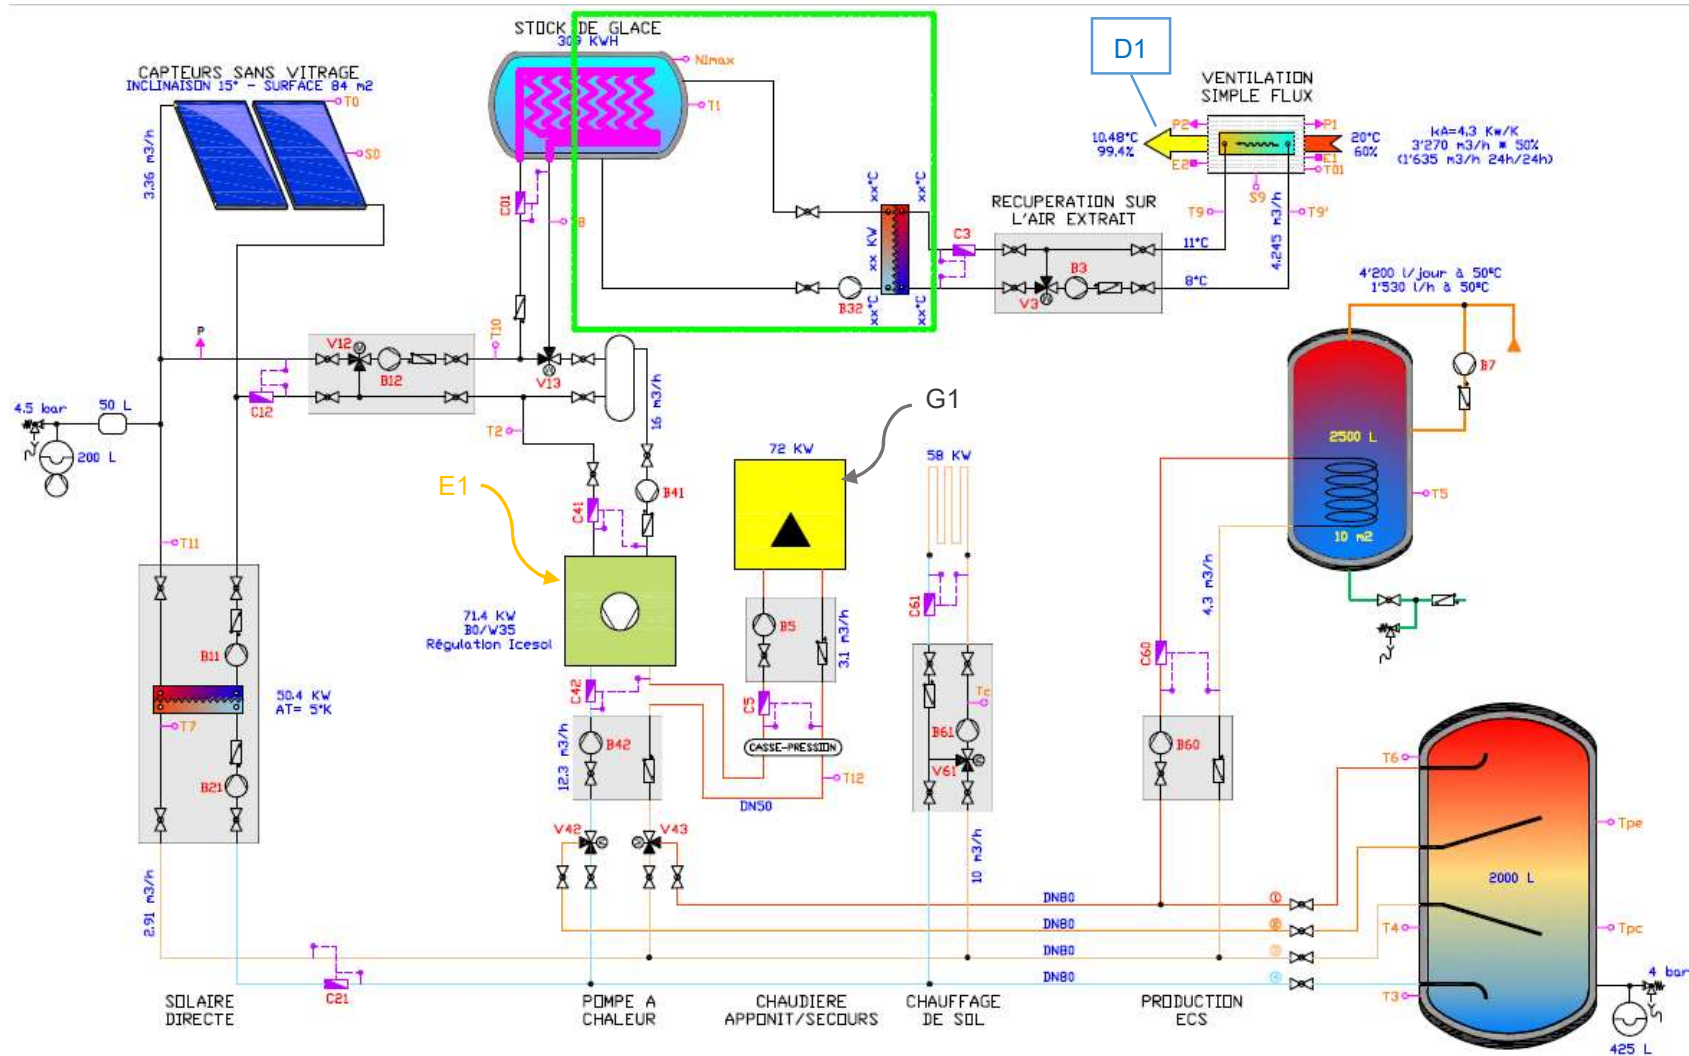 STOCK DE GLACE
309 KWH
NImax
T1
CAPTEURS SANS VITRAGE
INCLINAISON 15° - SURFACE 84 m2
T0
S0
3.36 m3/h
D1
VENTILATION
SIMPLE FLUX
P2
P1
10.48°C
99.4%
20°C
60%
kA=4.3 Kw/K
3'270 m3/h * 50%
(1'635 m3/h 24h/24h)
E2
E1
T01
S9
T9
T9'
4.245 m3/h
C01
T8
xx°C
xx°C
xx KW
xx°C
xx°C
B32
RECUPERATION SUR
L'AIR EXTRAIT
C3
B3
V3
11°C
8°C
4'200 l/jour à 50°C
1'530 l/h à 50°C
B7
2500 L
10 m2
T5
P
V12
B12
T10
V13
C12
T2
16 m3/h
4.5 bar
50 L
200 L
G1
E1
72 KW
58 KW
C41
B41
T11
71.4 KW
B0/W35
Régulation Icesol
B5
3.1 m3/h
C61
4.3 m3/h
C60
B11
50.4 KW
AT= 5°K
T7
B21
C42
C5
Tc
B61
V61
B42
12.3 m3/h
CASSE-PRESSION
T12
DN50
B60
T6
Tpe
2000 L
T4
Tpc
T3
V42
V43
10 m3/h
2.91 m3/h
DN80
1
DN80
2
DN80
3
DN80
4
C21
4 bar
425 L
SOLAIRE
DIRECTE
POMPE A
CHALEUR
CHAUDIERE
APPONIT/SECOURS
CHAUFFAGE
DE SOL
PRODUCTION
ECS